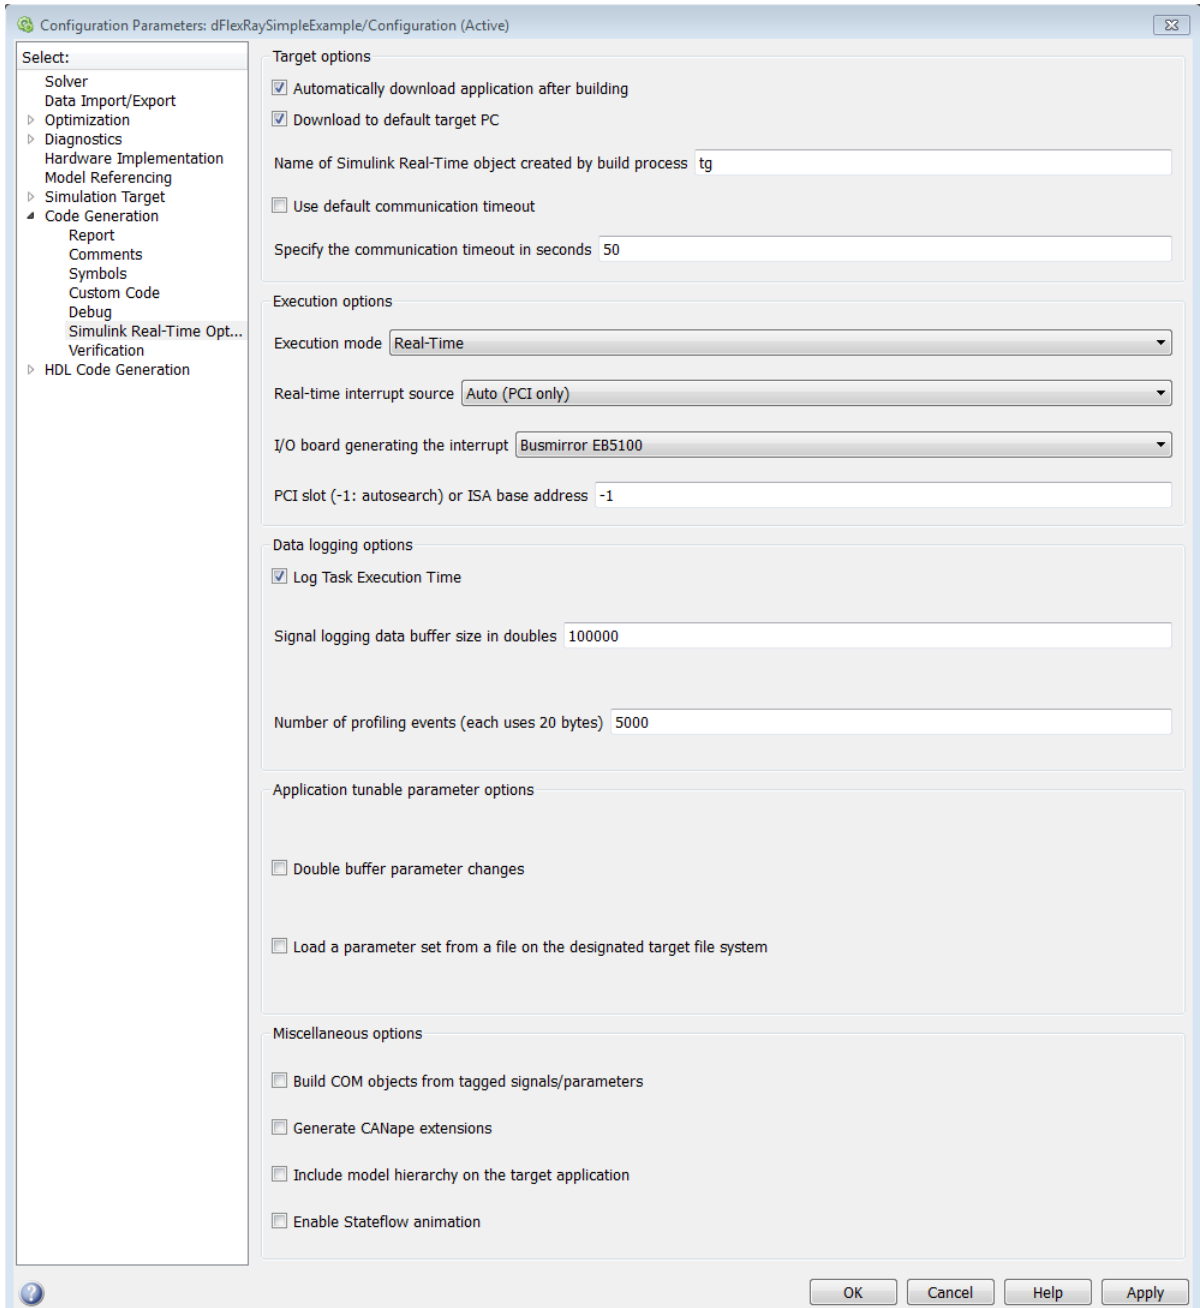 Configuration Parameters: dFlexRaySimpleExample/Configuration (Active)
Select:
Solver
Data Import/Export
Optimization
Diagnostics
Hardware Implementation
Model Referencing
Simulation Target
Code Generation
Report
Comments
Symbols
Custom Code
Debug
Simulink Real-Time Opt...
Verification
HDL Code Generation
Target options
Automatically download application after building
Download to default target PC
Name of Simulink Real-Time object created by build process tg
Use default communication timeout
Specify the communication timeout in seconds 50
Execution options
Execution mode Real-Time
Real-time interrupt source Auto (PCI only)
I/O board generating the interrupt Busmirror EB5100
PCI slot (-1: autosearch) or ISA base address -1
Data logging options
Log Task Execution Time
Signal logging data buffer size in doubles 100000
Number of profiling events (each uses 20 bytes) 5000
Application tunable parameter options
Double buffer parameter changes
Load a parameter set from a file on the designated target file system
Miscellaneous options
Build COM objects from tagged signals/parameters
Generate CANape extensions
Include model hierarchy on the target application
Enable Stateflow animation
? OK Cancel Help Apply